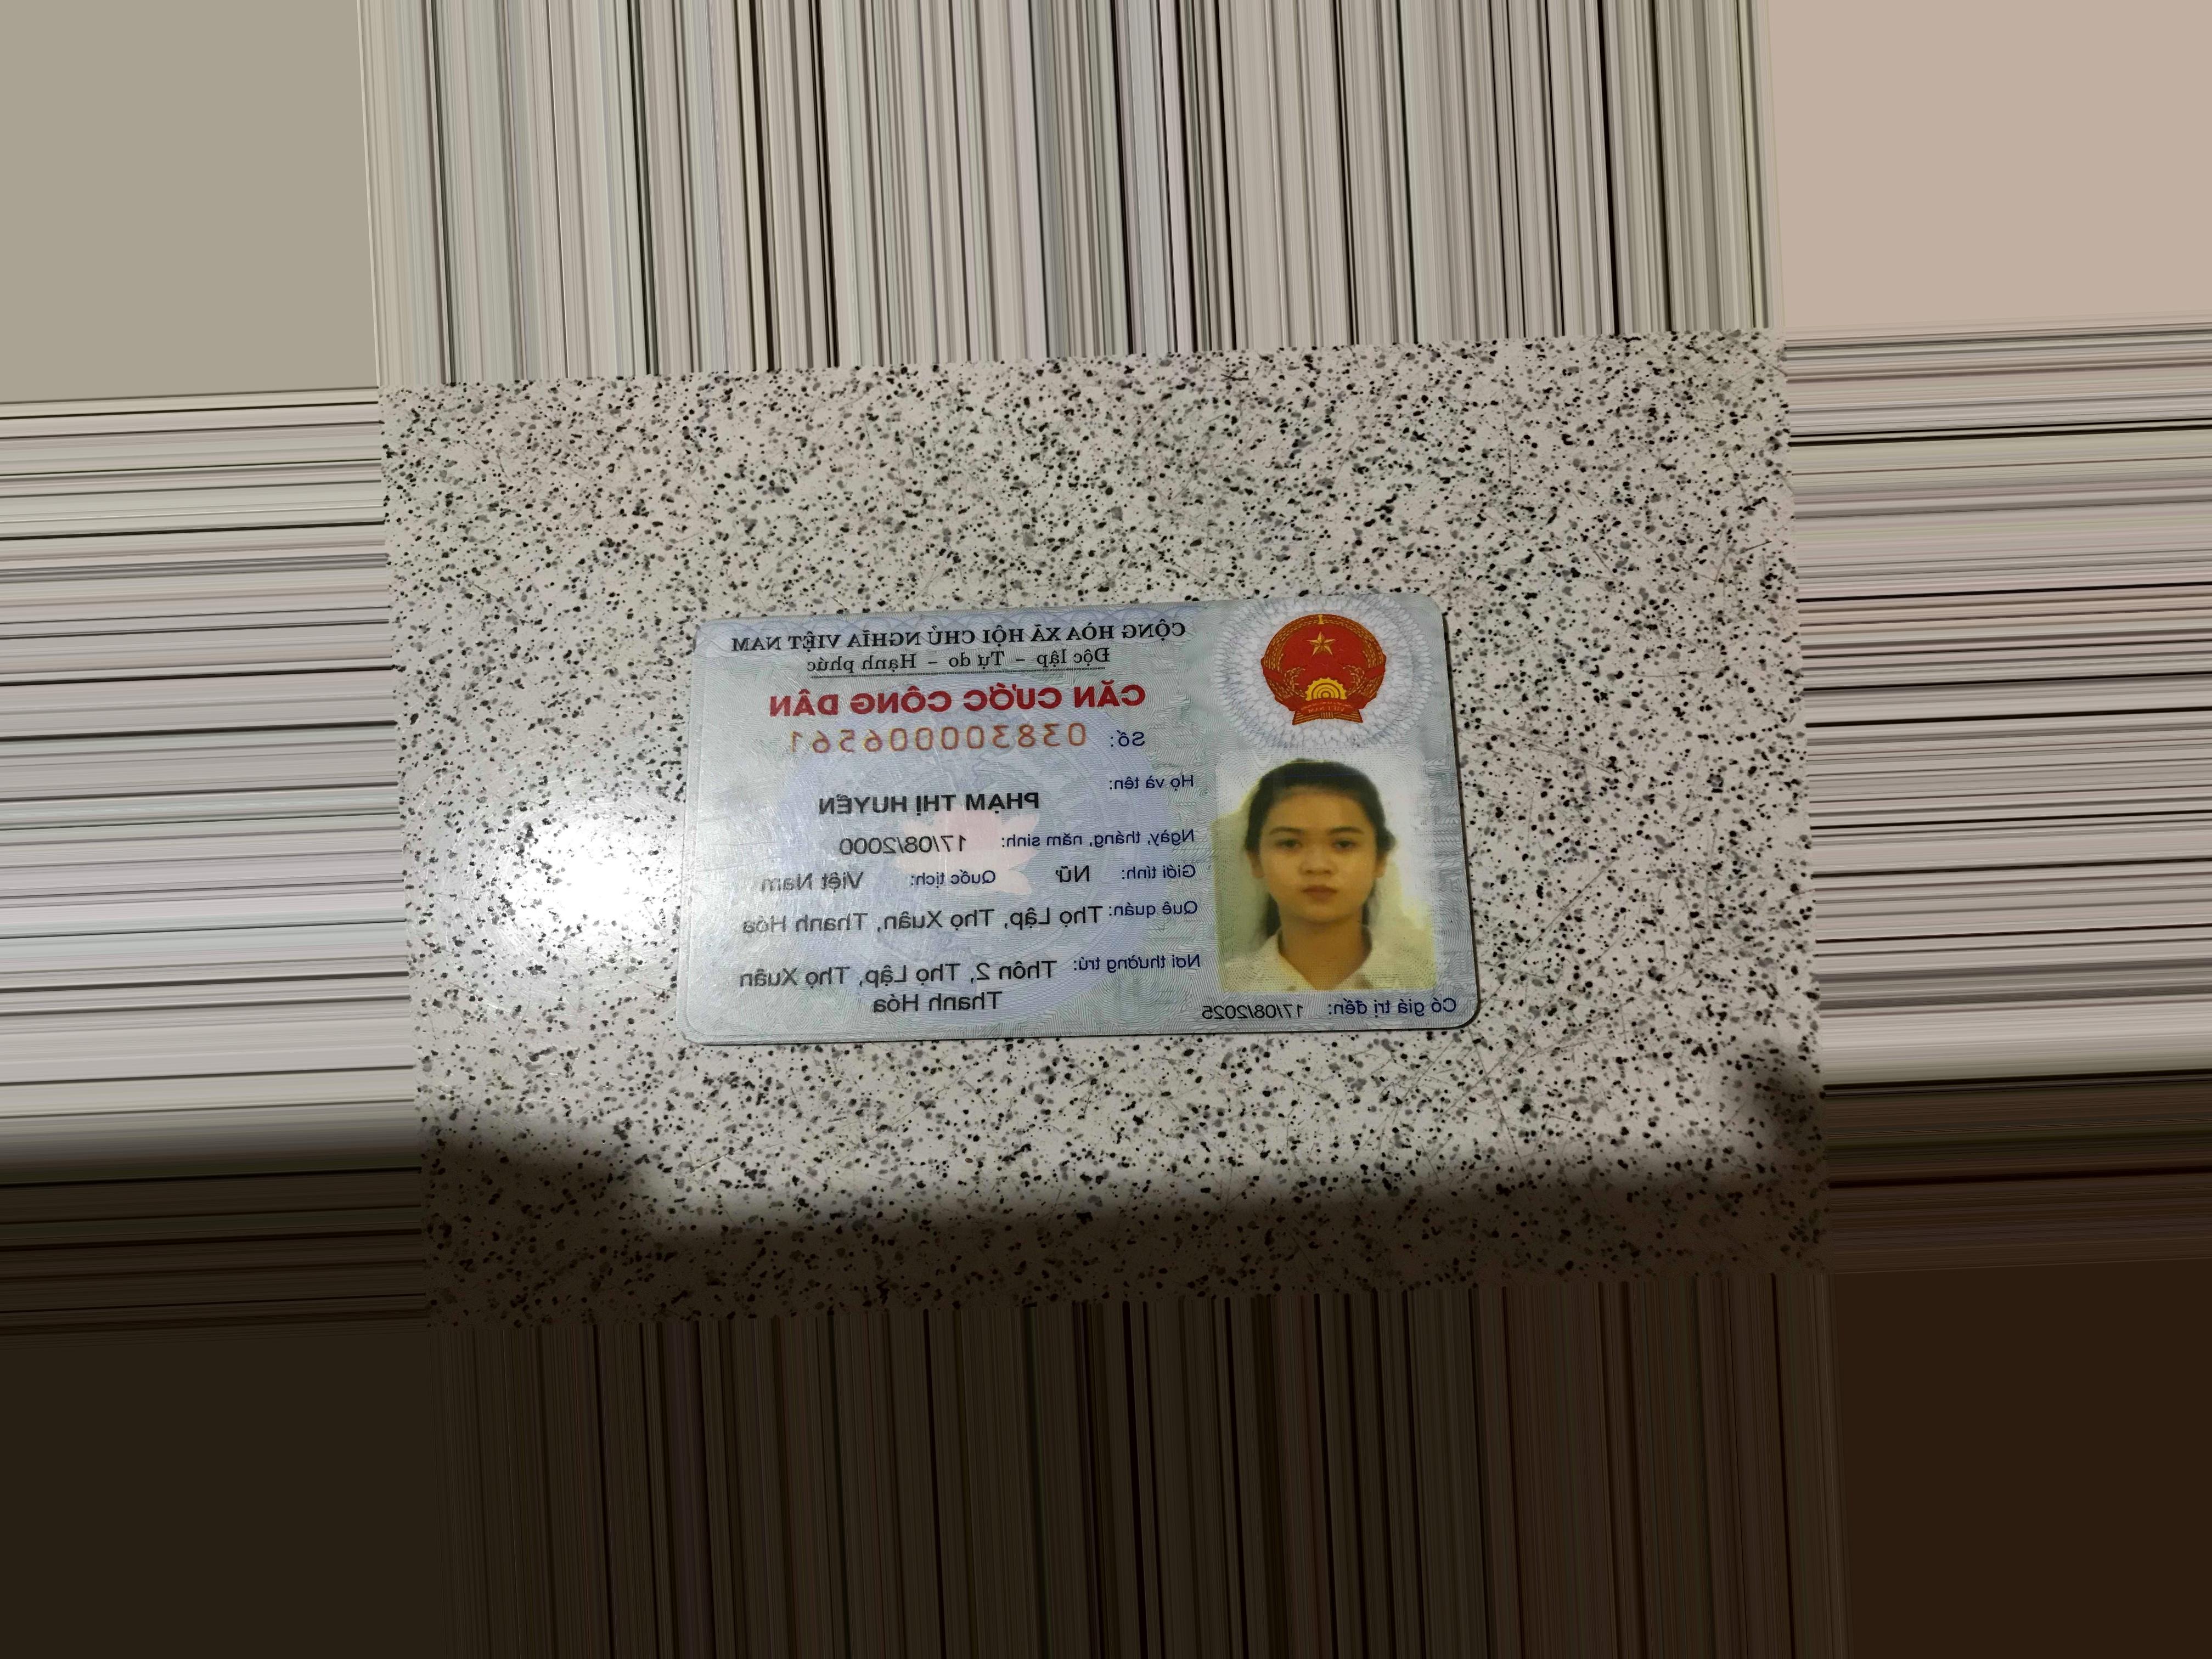 CỘNG HÒA XÃ HỘI CHỦ NGHĨA VIỆT NAM
Độc lập - Tự do - Hạnh phúc
CĂN CƯỚC CÔNG DÂN
Số: 038300006561
Họ và tên:
PHẠM THỊ HUYỀN
Ngày, tháng, năm sinh: 17/08/2000
Giới tính: Nữ Quốc tịch: Việt Nam
Quê quán: Thọ Lập, Thọ Xuân, Thanh Hóa
Nơi thường trú: Thôn 2, Thọ Lập, Thọ Xuân
Thanh Hóa
Có giá trị đến: 17/08/2025